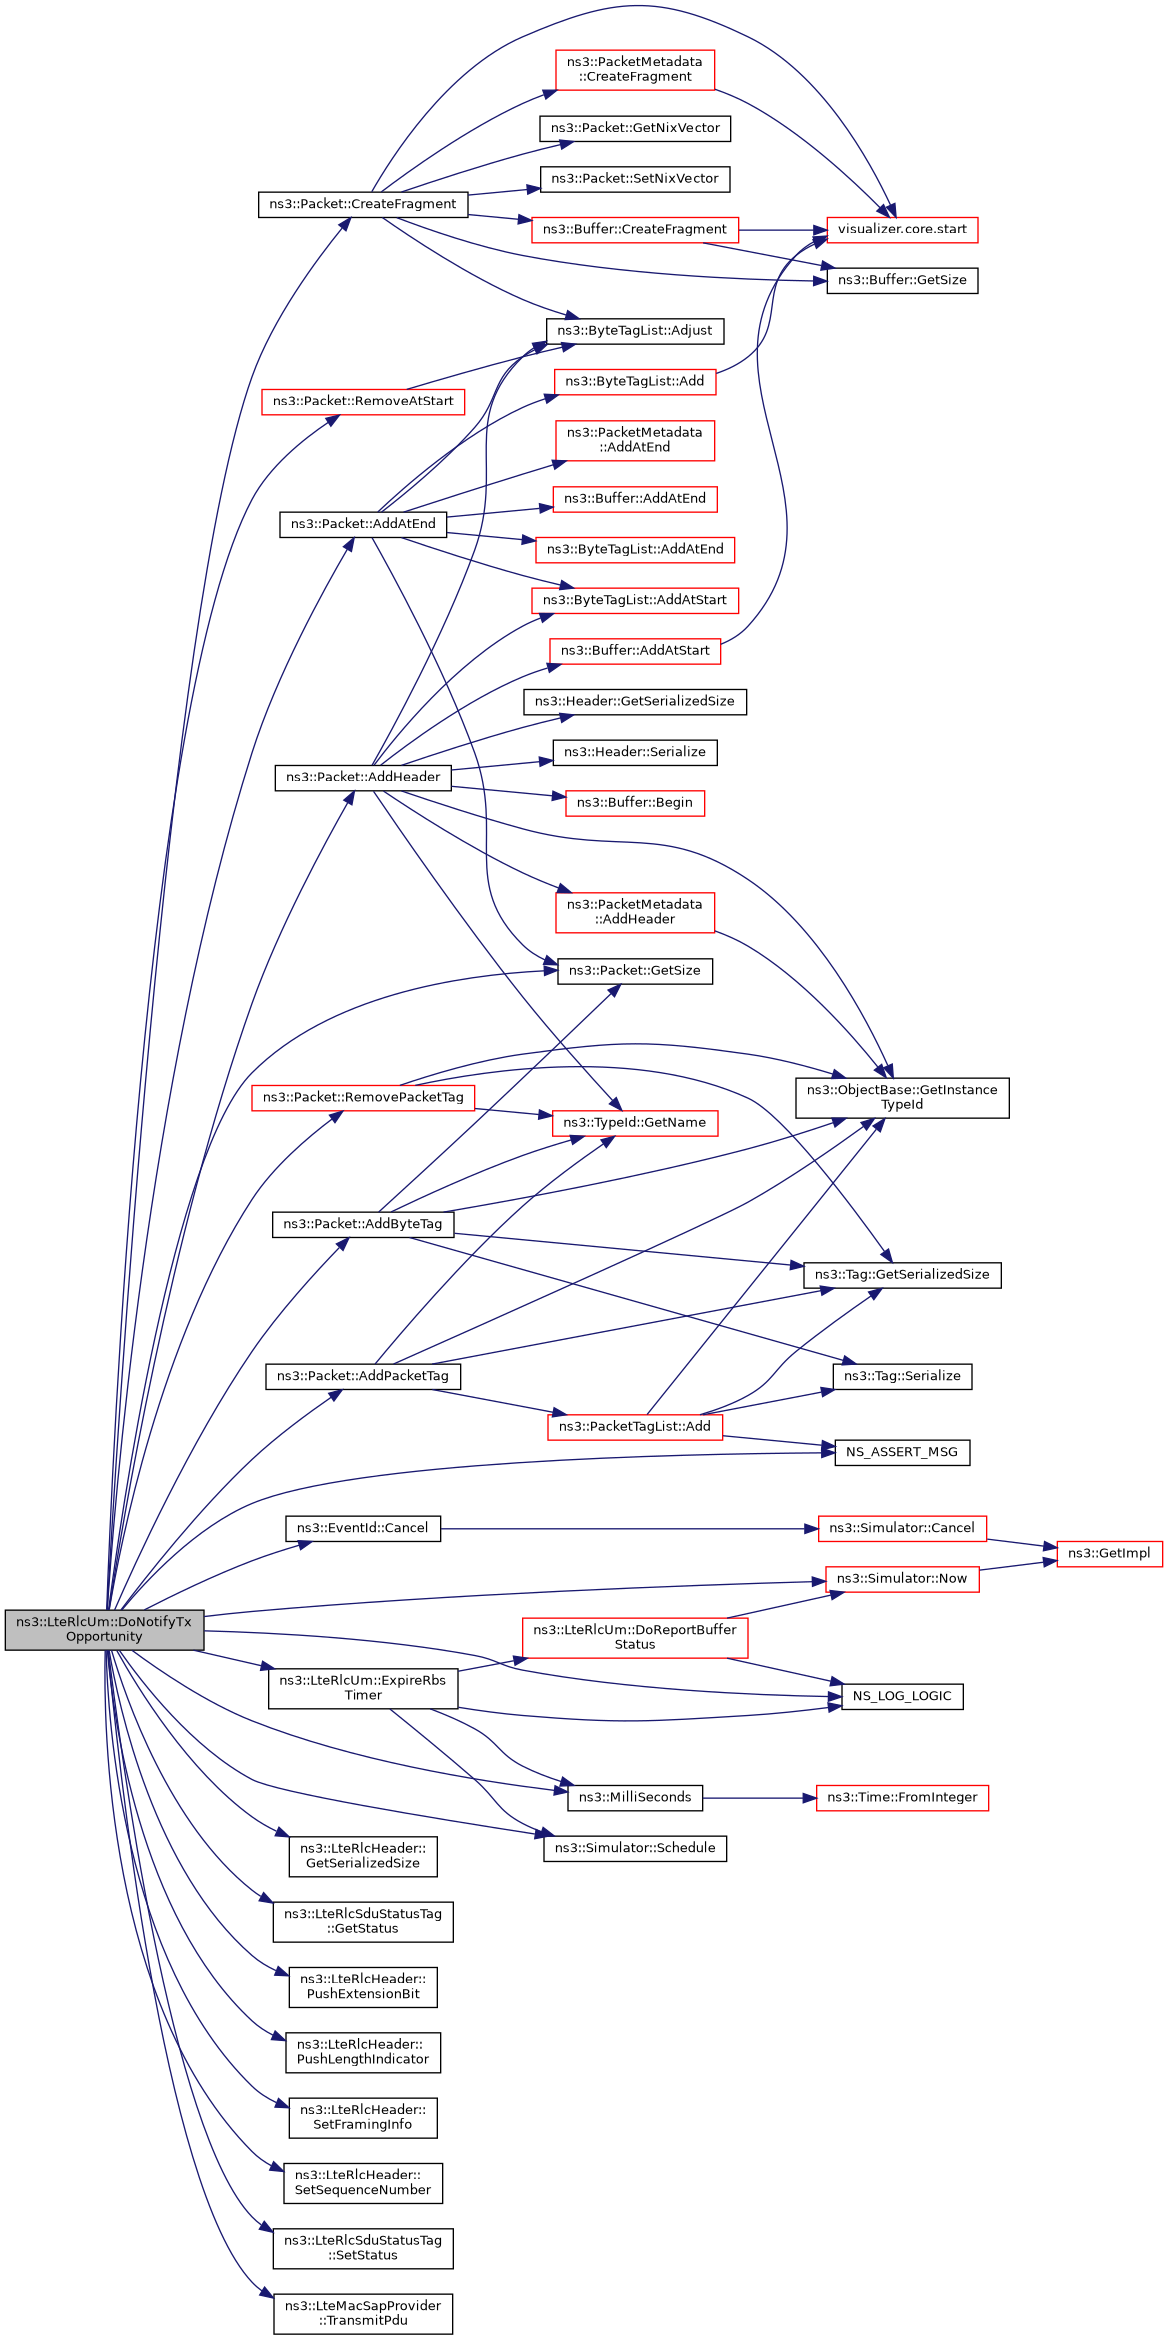 ns3::PacketMetadata
::CreateFragment
ns3::Packet::GetNixVector
ns3::Packet::SetNixVector
ns3::Packet::CreateFragment
ns3::Buffer::CreateFragment
visualizer.core.start
ns3::Buffer::GetSize
ns3::ByteTagList::Adjust
ns3::ByteTagList::Add
ns3::Packet::RemoveAtStart
ns3::PacketMetadata
::AddAtEnd
ns3::Buffer::AddAtEnd
ns3::Packet::AddAtEnd
ns3::ByteTagList::AddAtEnd
ns3::ByteTagList::AddAtStart
ns3::Buffer::AddAtStart
ns3::Header::GetSerializedSize
ns3::Header::Serialize
ns3::Packet::AddHeader
ns3::Buffer::Begin
ns3::PacketMetadata
::AddHeader
ns3::Packet::GetSize
ns3::ObjectBase::GetInstance
TypeId
ns3::Packet::RemovePacketTag
ns3::TypeId::GetName
ns3::Packet::AddByteTag
ns3::Tag::GetSerializedSize
ns3::Packet::AddPacketTag
ns3::Tag::Serialize
ns3::PacketTagList::Add
NS_ASSERT_MSG
ns3::EventId::Cancel
ns3::Simulator::Cancel
ns3::GetImpl
ns3::Simulator::Now
ns3::LteRlcUm::DoNotifyTx
Opportunity
ns3::LteRlcUm::DoReportBuffer
Status
ns3::LteRlcUm::ExpireRbs
Timer
NS_LOG_LOGIC
ns3::MilliSeconds
ns3::Time::FromInteger
ns3::Simulator::Schedule
ns3::LteRlcHeader::
GetSerializedSize
ns3::LteRlcSduStatusTag
::GetStatus
ns3::LteRlcHeader::
PushExtensionBit
ns3::LteRlcHeader::
PushLengthIndicator
ns3::LteRlcHeader::
SetFramingInfo
ns3::LteRlcHeader::
SetSequenceNumber
ns3::LteRlcSduStatusTag
::SetStatus
ns3::LteMacSapProvider
::TransmitPdu